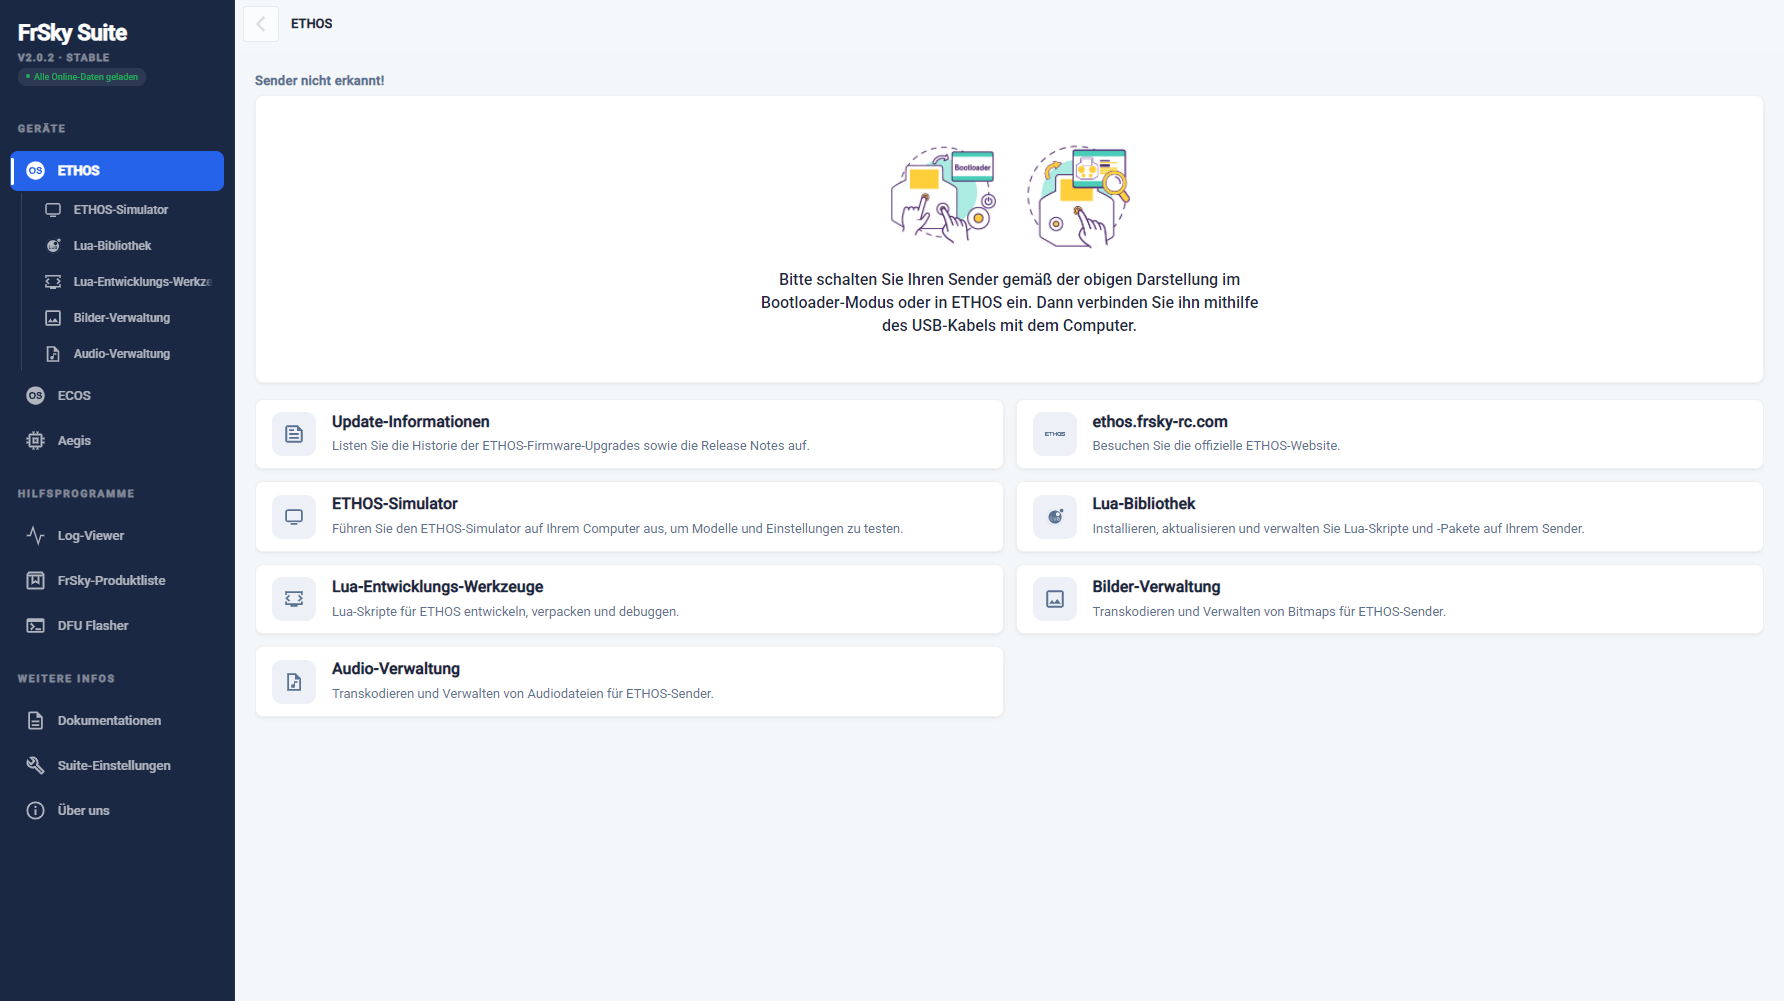 FrSky Suite
V2.0.2 · STABLE
Alle Online-Daten geladen
GERÄTE
ETHOS
ETHOS-Simulator
Lua-Bibliothek
Lua-Entwicklungs-Werkze
Bilder-Verwaltung
Audio-Verwaltung
ECOS
Aegis
HILFSPROGRAMME
Log-Viewer
FrSky-Produktliste
DFU Flasher
WEITERE INFOS
Dokumentationen
Suite-Einstellungen
Über uns
ETHOS
Sender nicht erkannt!
Bootloader
Bitte schalten Sie Ihren Sender gemäß der obigen Darstellung im
Bootloader-Modus oder in ETHOS ein. Dann verbinden Sie ihn mithilfe
des USB-Kabels mit dem Computer.
Update-Informationen
Listen Sie die Historie der ETHOS-Firmware-Upgrades sowie die Release Notes auf.
ETHOS
ethos.frsky-rc.com
Besuchen Sie die offizielle ETHOS-Website.
ETHOS-Simulator
Führen Sie den ETHOS-Simulator auf Ihrem Computer aus, um Modelle und Einstellungen zu testen.
Lua-Bibliothek
Installieren, aktualisieren und verwalten Sie Lua-Skripte und -Pakete auf Ihrem Sender.
Lua-Entwicklungs-Werkzeuge
Lua-Skripte für ETHOS entwickeln, verpacken und debuggen.
Bilder-Verwaltung
Transkodieren und Verwalten von Bitmaps für ETHOS-Sender.
Audio-Verwaltung
Transkodieren und Verwalten von Audiodateien für ETHOS-Sender.